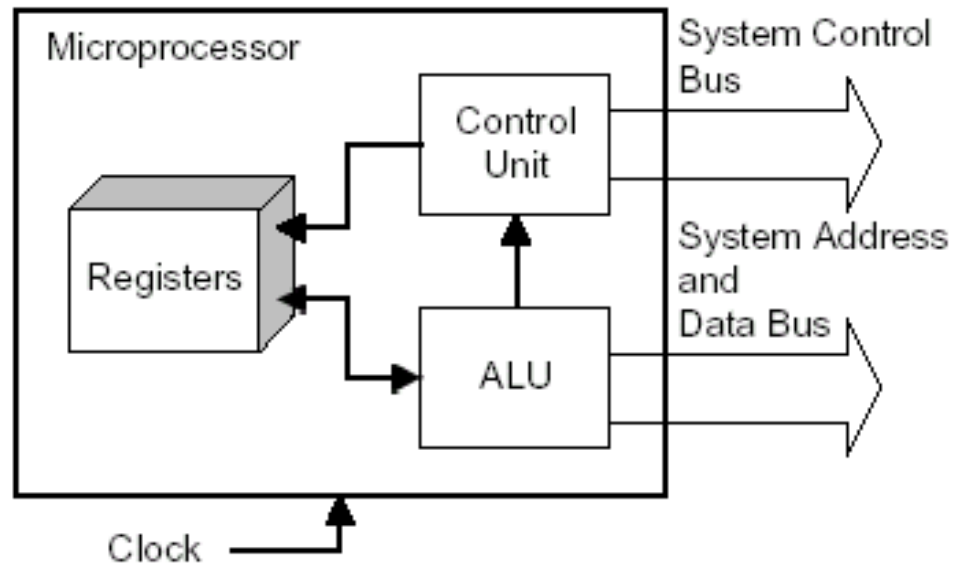 Microprocessor
System Control
Bus
Control
Unit
System Address
and
Data Bus
Registers
ALU
Clock